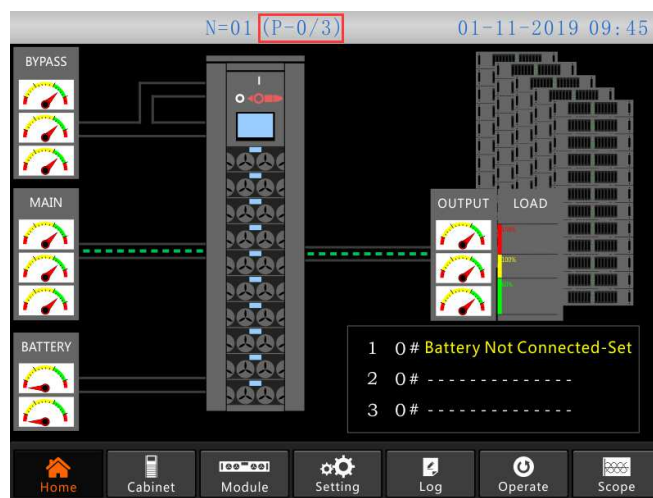 N=01 (P-0/3) 01-11-2019 09:45
BYPASS
MAIN
OUTPUT LOAD
100%
BATTERY
1 0# Battery Not Connected-Set
2 0# - - - - - - - - - - - - -
3 0# - - - - - - - - - - - - -
Home Cabinet Module Setting Log Operate Scope